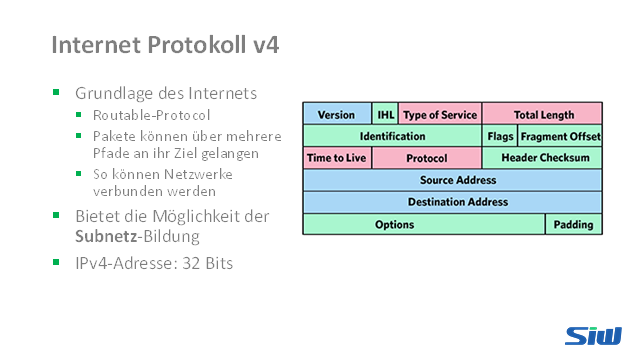 Internet Protokoll v4
Grundlage des Internets
Routable-Protocol
Pakete können über mehrere
Pfade an ihr Ziel gelangen
So können Netzwerke
verbunden werden
Bietet die Möglichkeit der
Subnetz-Bildung
IPv4-Adresse: 32 Bits
Version IHL Type of Service Total Length
Identification Flags Fragment Offset
Time to Live Protocol Header Checksum
Source Address
Destination Address
Options Padding
SiW